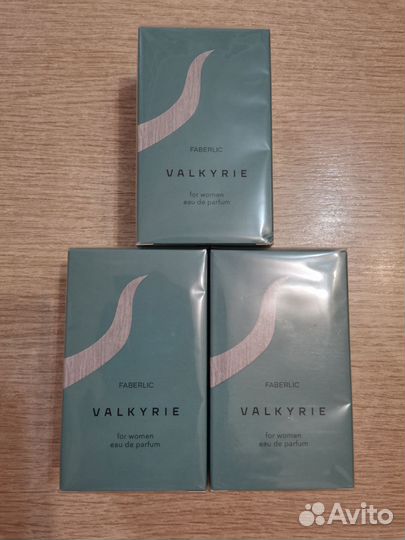 FABERLIC
VALKYRIE
for women
eau de parfum
FABERLIC
VALKYRIE
for women
eau de parfum
FABERLIC
VALKYRIE
for women
eau de parfum
Avito